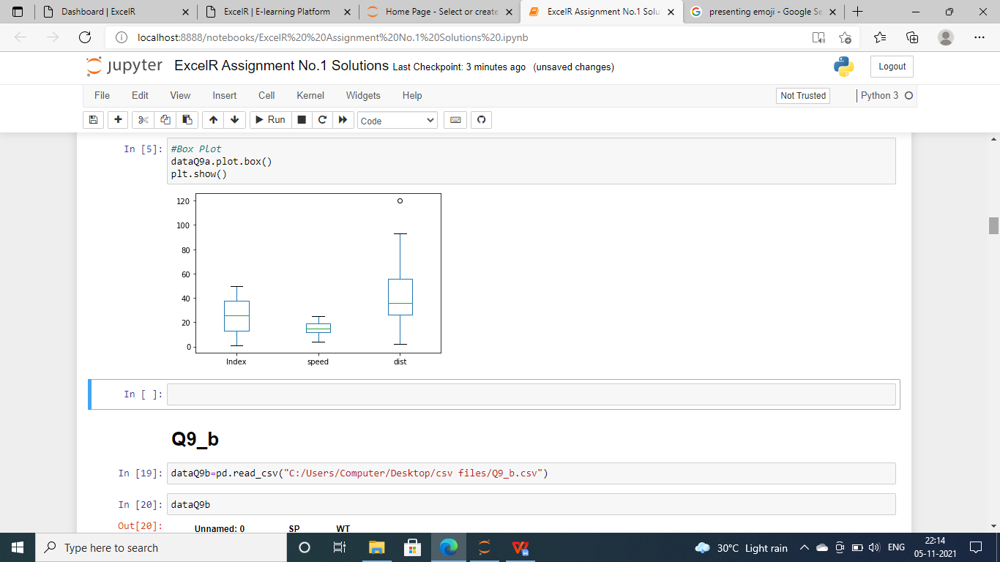 Dashboard | ExcelR
ExcelR | E-learning Platform
Home Page - Select or create
ExcelR Assignment No.1 Solu
presenting emoji - Google Se
localhost:8888/notebooks/ExcelR%20%20Assignment%20No.1%20Solutions%20.ipynb
jupyter ExcelR Assignment No.1 Solutions Last Checkpoint: 3 minutes ago (unsaved changes)
Logout
File Edit View Insert Cell Kernel Widgets Help
Not Trusted
Python 3
Run
Code
In [5]: #Box Plot
dataQ9a.plot.box()
plt.show()
120
100
80
60
40
20
0
Index speed dist
In [ ]:
Q9_b
In [19]: dataQ9b=pd.read_csv("C:/Users/Computer/Desktop/csv files/Q9_b.csv")
In [20]: dataQ9b
Out[20]: Unnamed: 0 SP WT
Type here to search
30°C Light rain
ENG
22:14
05-11-2021